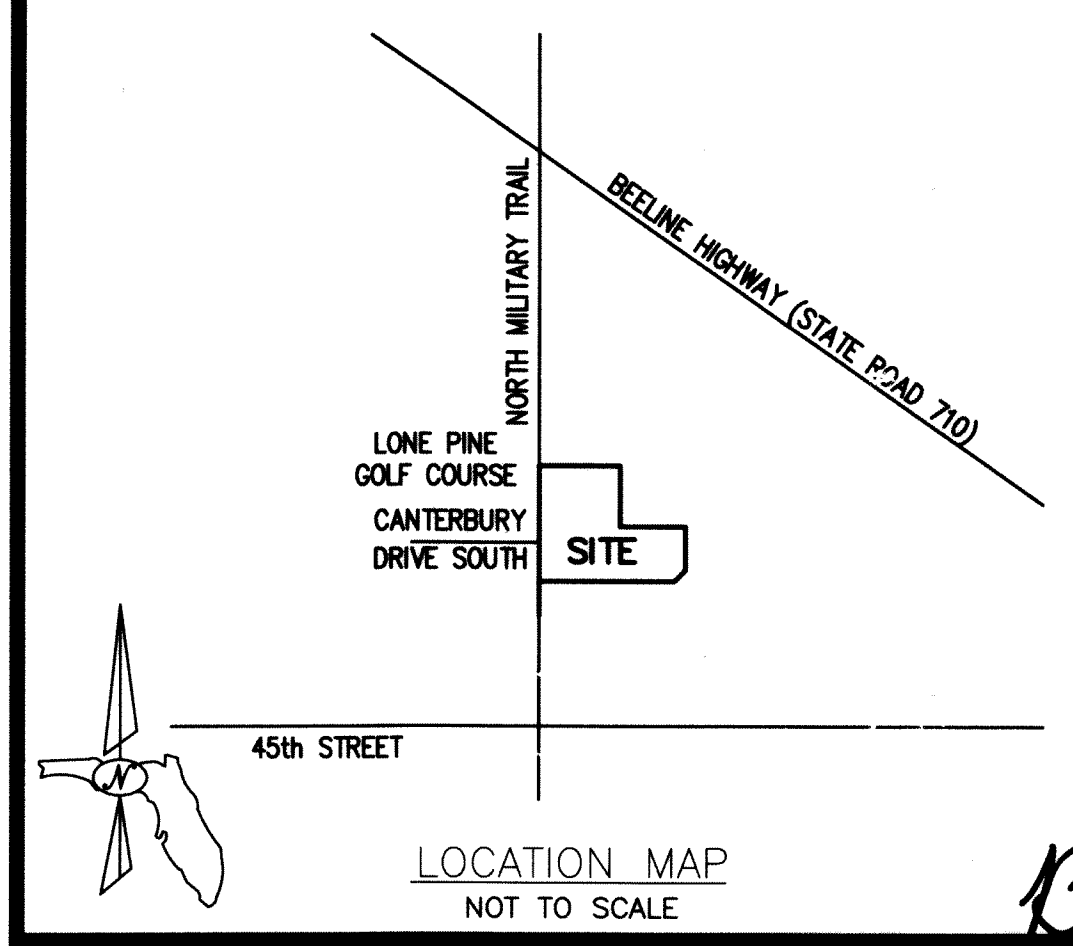 NORTH MILITARY TRAIL
BEELINE HIGHWAY (STATE ROAD 710)
LONE PINE
GOLF COURSE
CANTERBURY
DRIVE SOUTH
SITE
45th STREET
N
LOCATION MAP
NOT TO SCALE